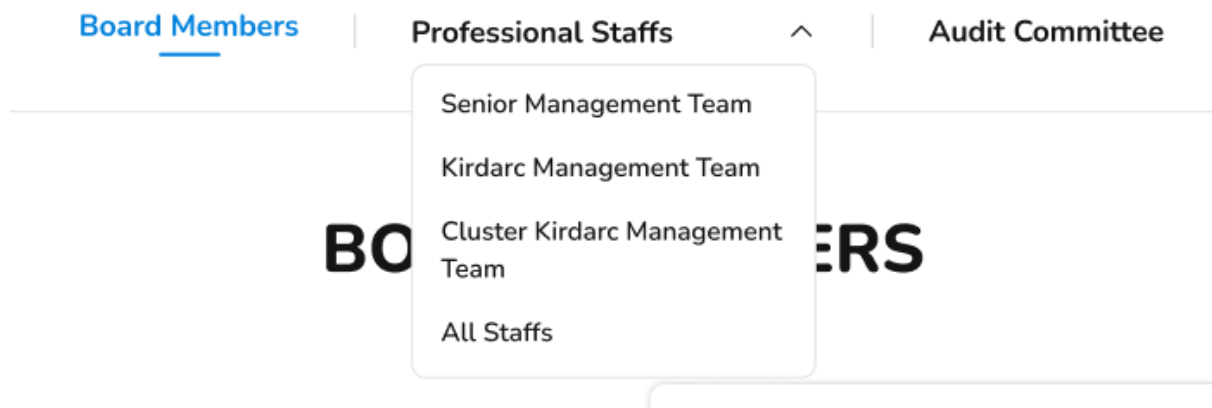 Board Members
Professional Staffs
Audit Committee
Senior Management Team
Kirdarc Management Team
Cluster Kirdarc Management
Team
All Staffs
BO ERS